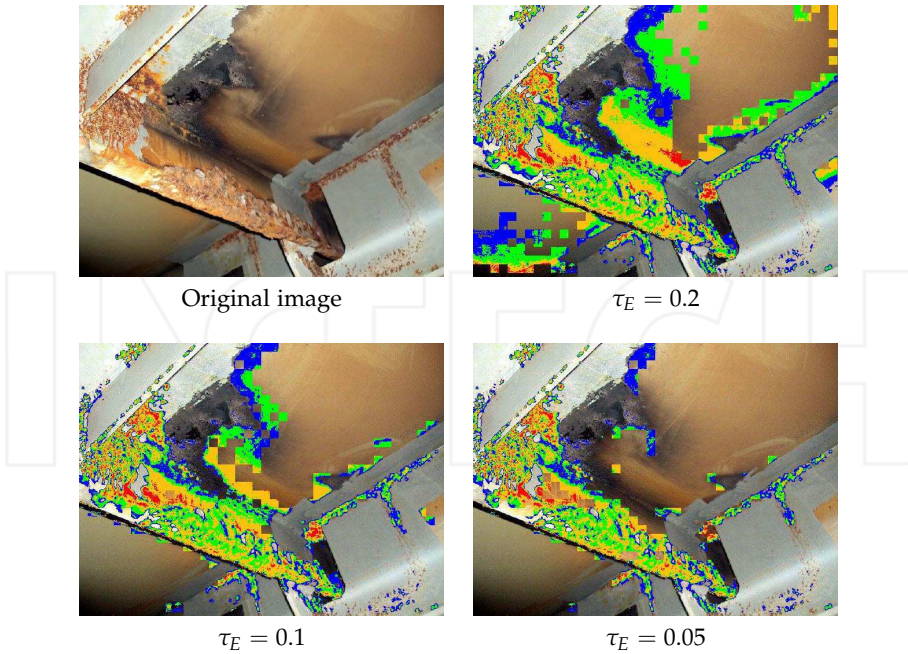 Original image
τ_E = 0.2
τ_E = 0.1
τ_E = 0.05